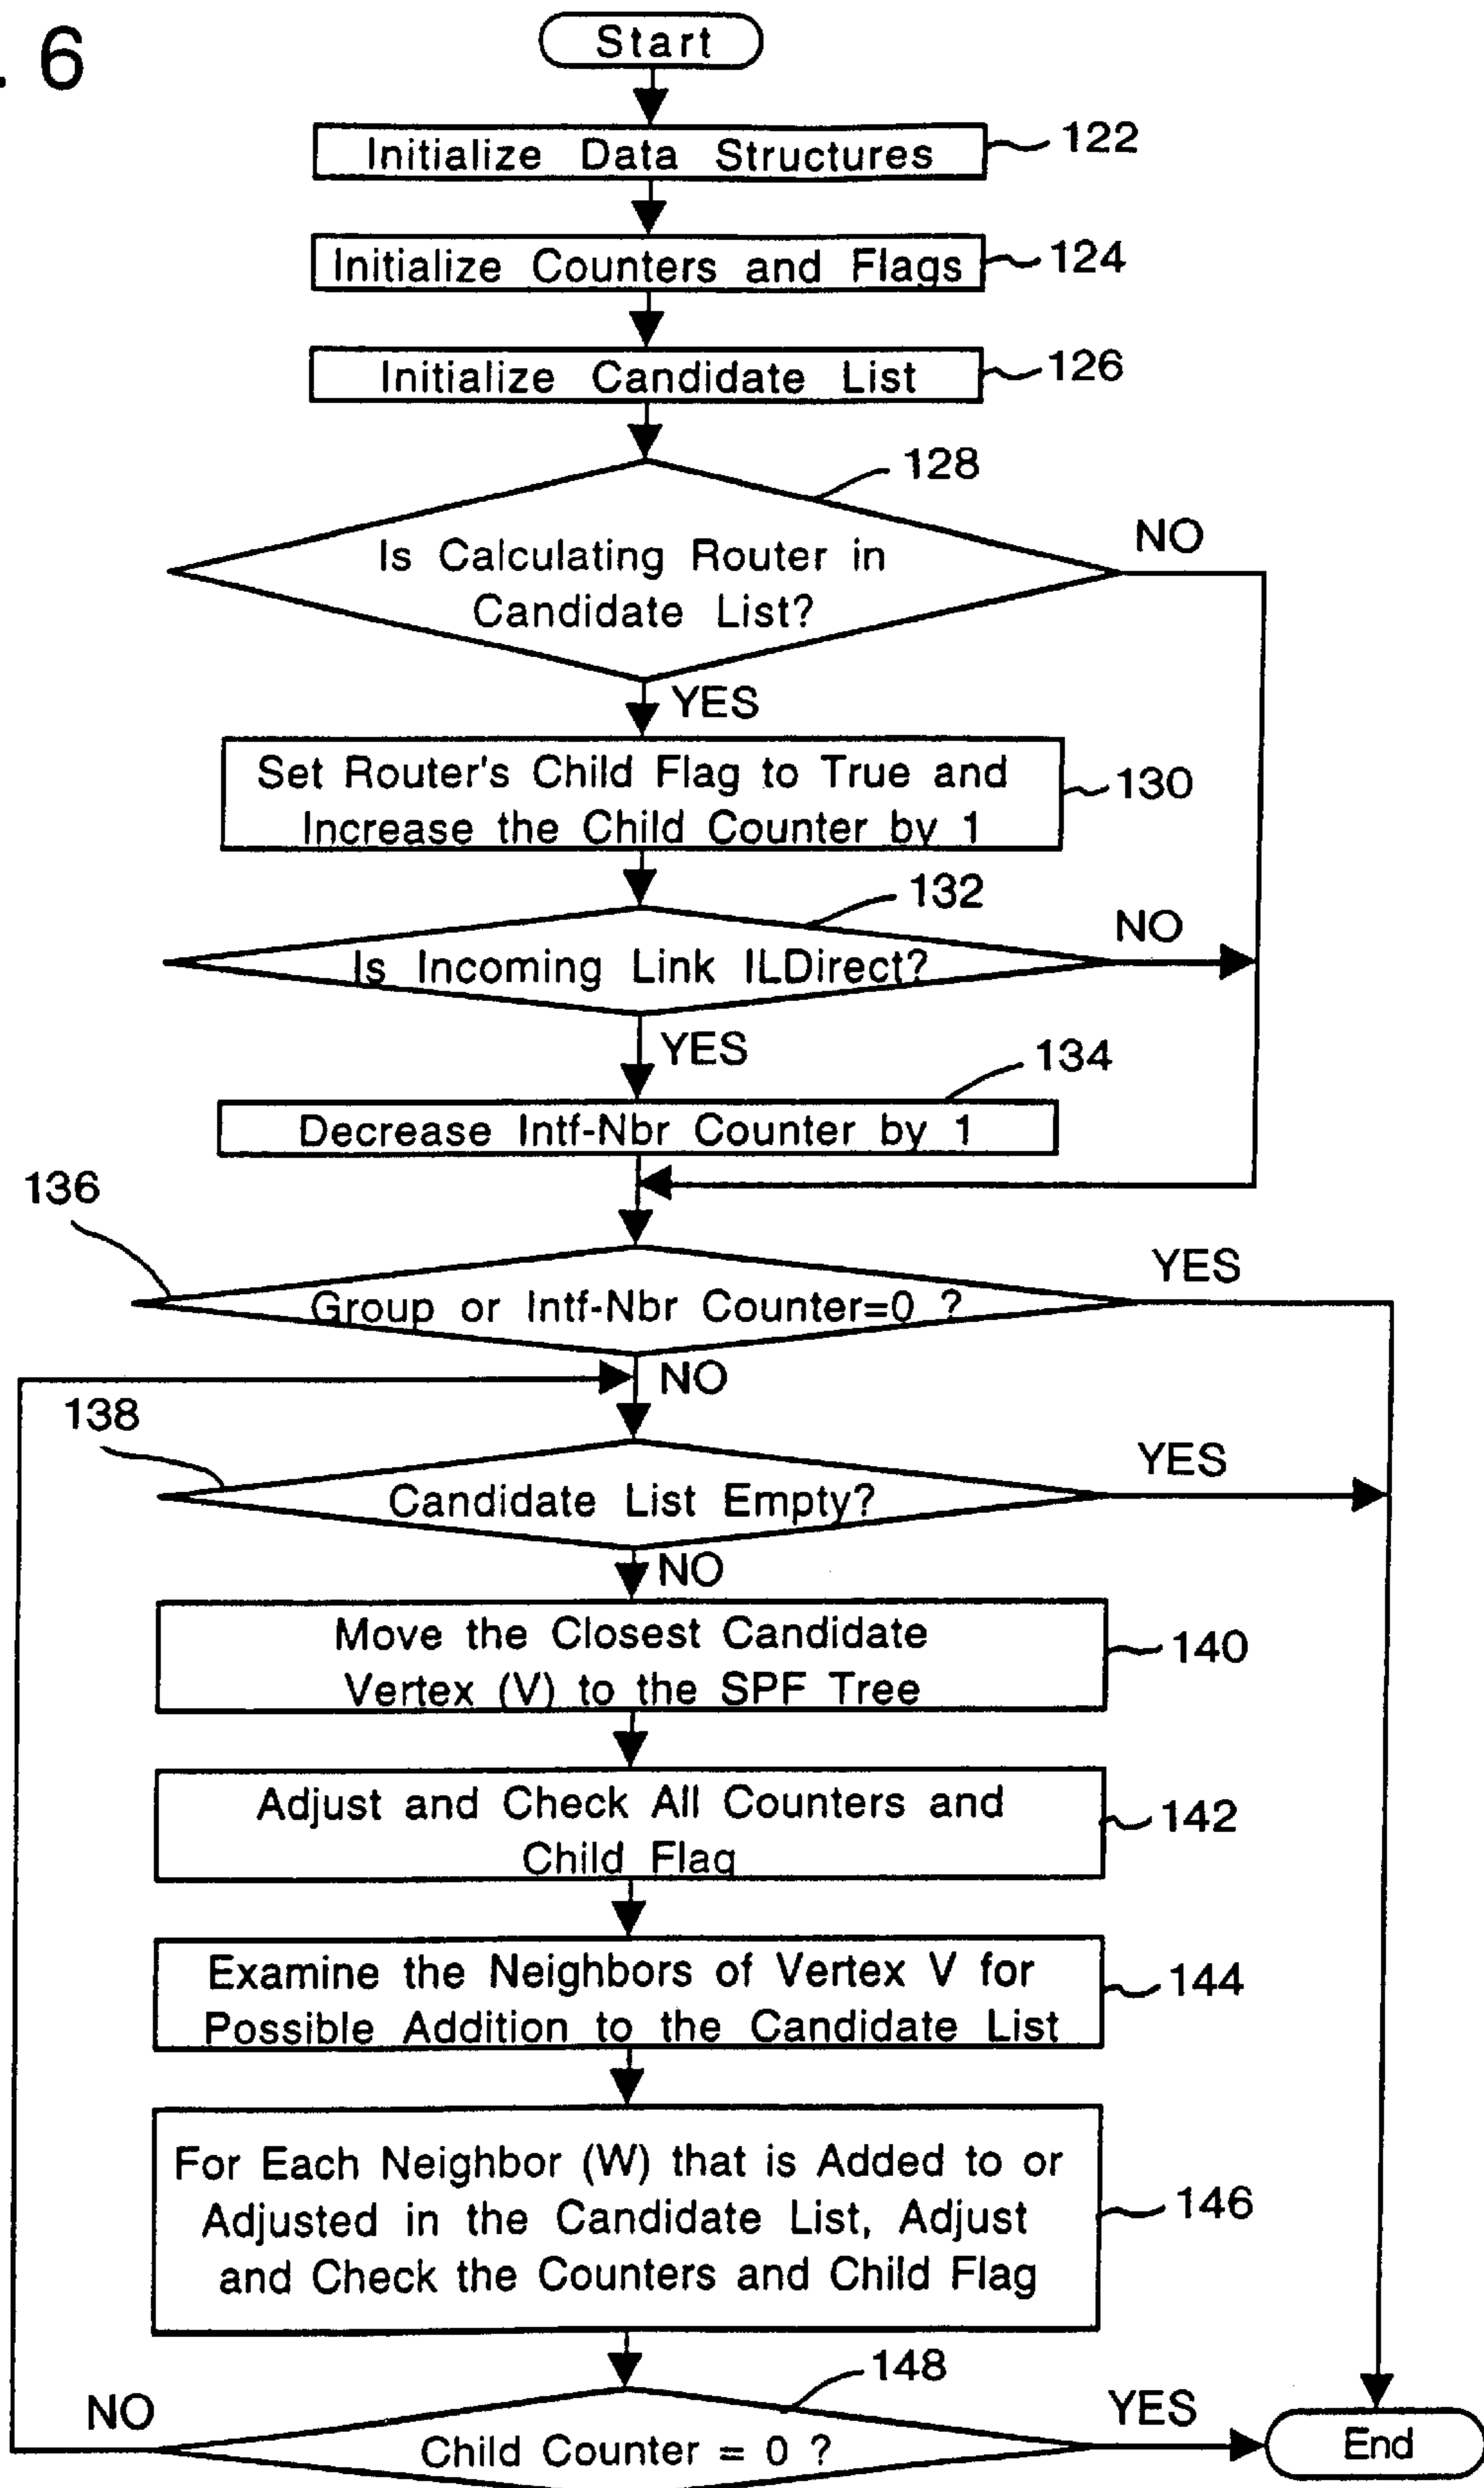 . 6
Start
Initialize Data Structures
122
Initialize Counters and Flags
124
Initialize Candidate List
126
128
Is Calculating Router in
Candidate List?
NO
YES
Set Router's Child Flag to True and
Increase the Child Counter by 1
130
132
Is Incoming Link ILDirect?
NO
YES
134
Decrease Intf-Nbr Counter by 1
136
Group or Intf-Nbr Counter=0 ?
YES
NO
138
Candidate List Empty?
YES
NO
Move the Closest Candidate
Vertex (V) to the SPF Tree
140
Adjust and Check All Counters and
Child Flag
142
Examine the Neighbors of Vertex V for
Possible Addition to the Candidate List
144
For Each Neighbor (W) that is Added to or
Adjusted in the Candidate List, Adjust
and Check the Counters and Child Flag
146
148
NO
Child Counter = 0 ?
YES
End